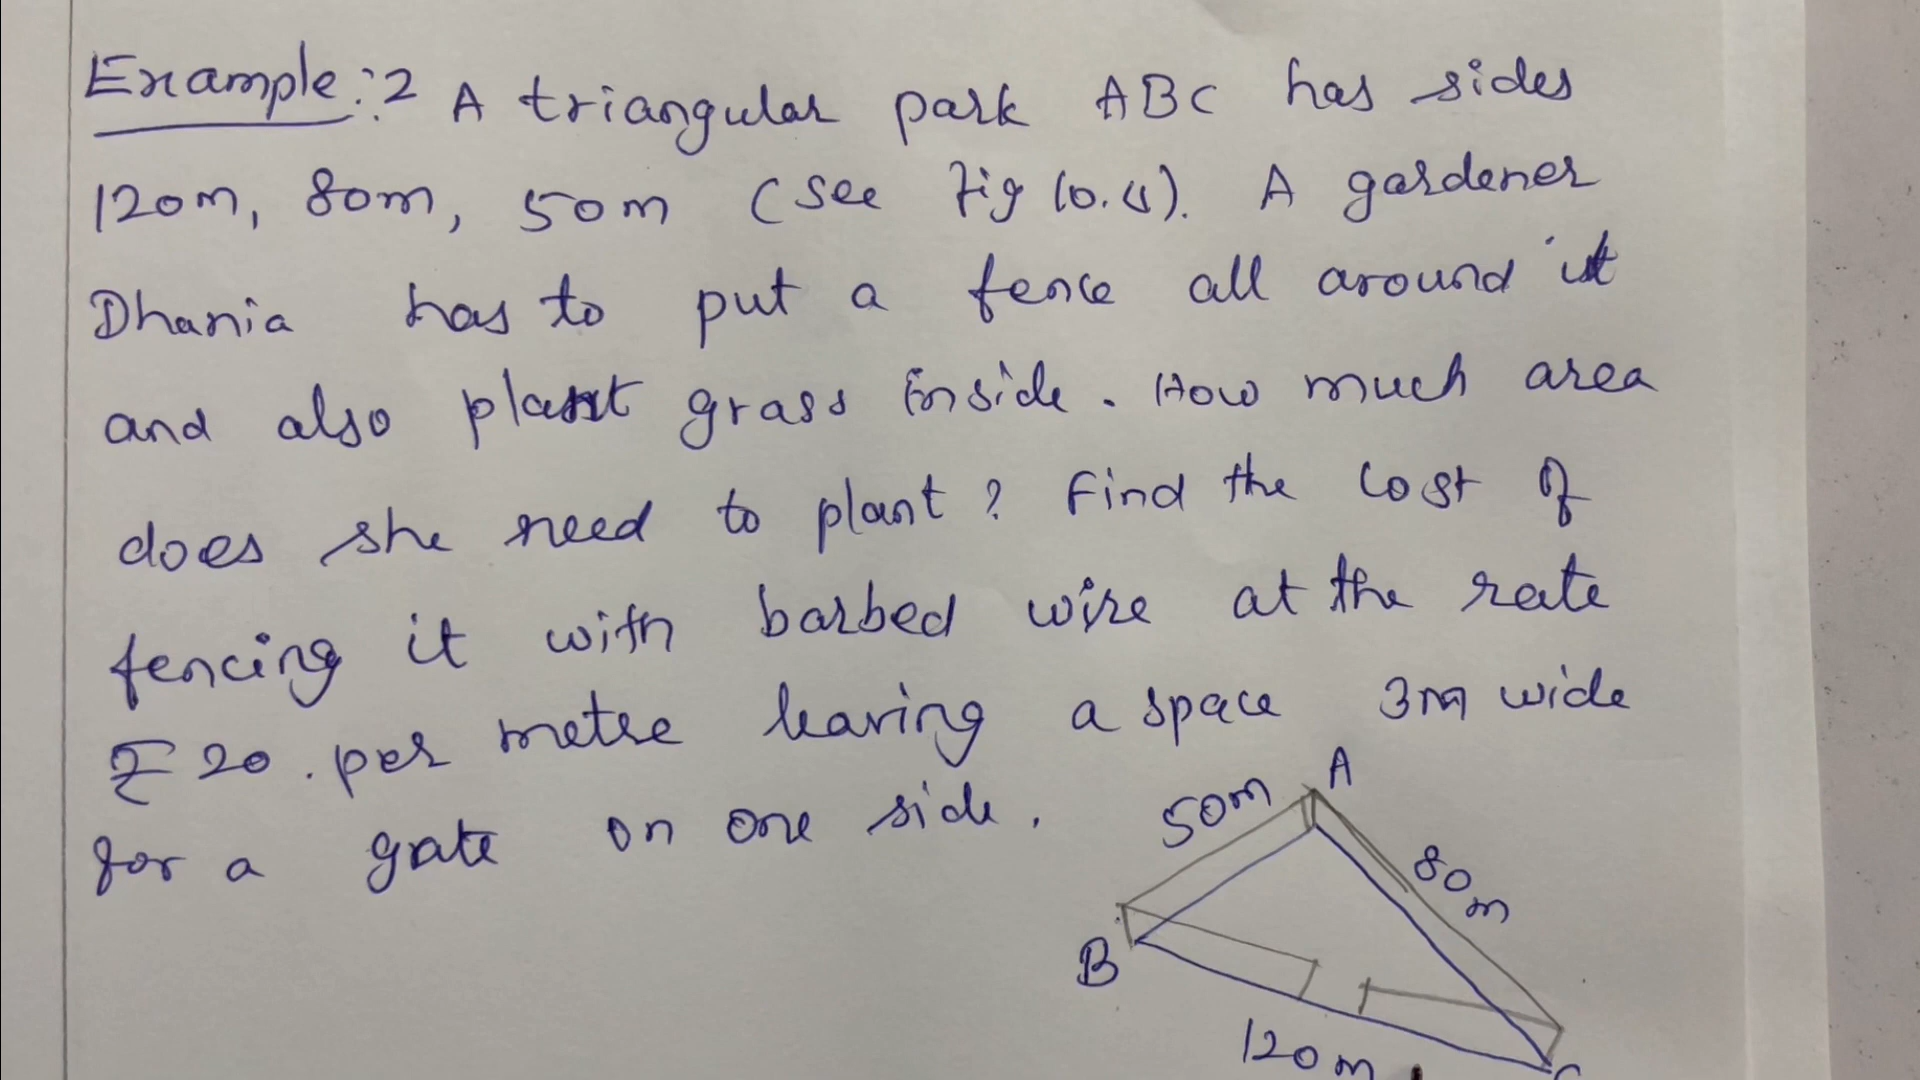 Example:2 A triangular park ABC has sides
120m, 80m, 50m (see Fig 10.4). A gardener
Dhania has to put a fence all around it
and also plant grass inside. How much area
does she need to plant? Find the cost of
fencing it with barbed wire at the rate
₹20. per metre leaving a space 3m wide
for a gate on one side.
A
50m
80m
B
120m
C